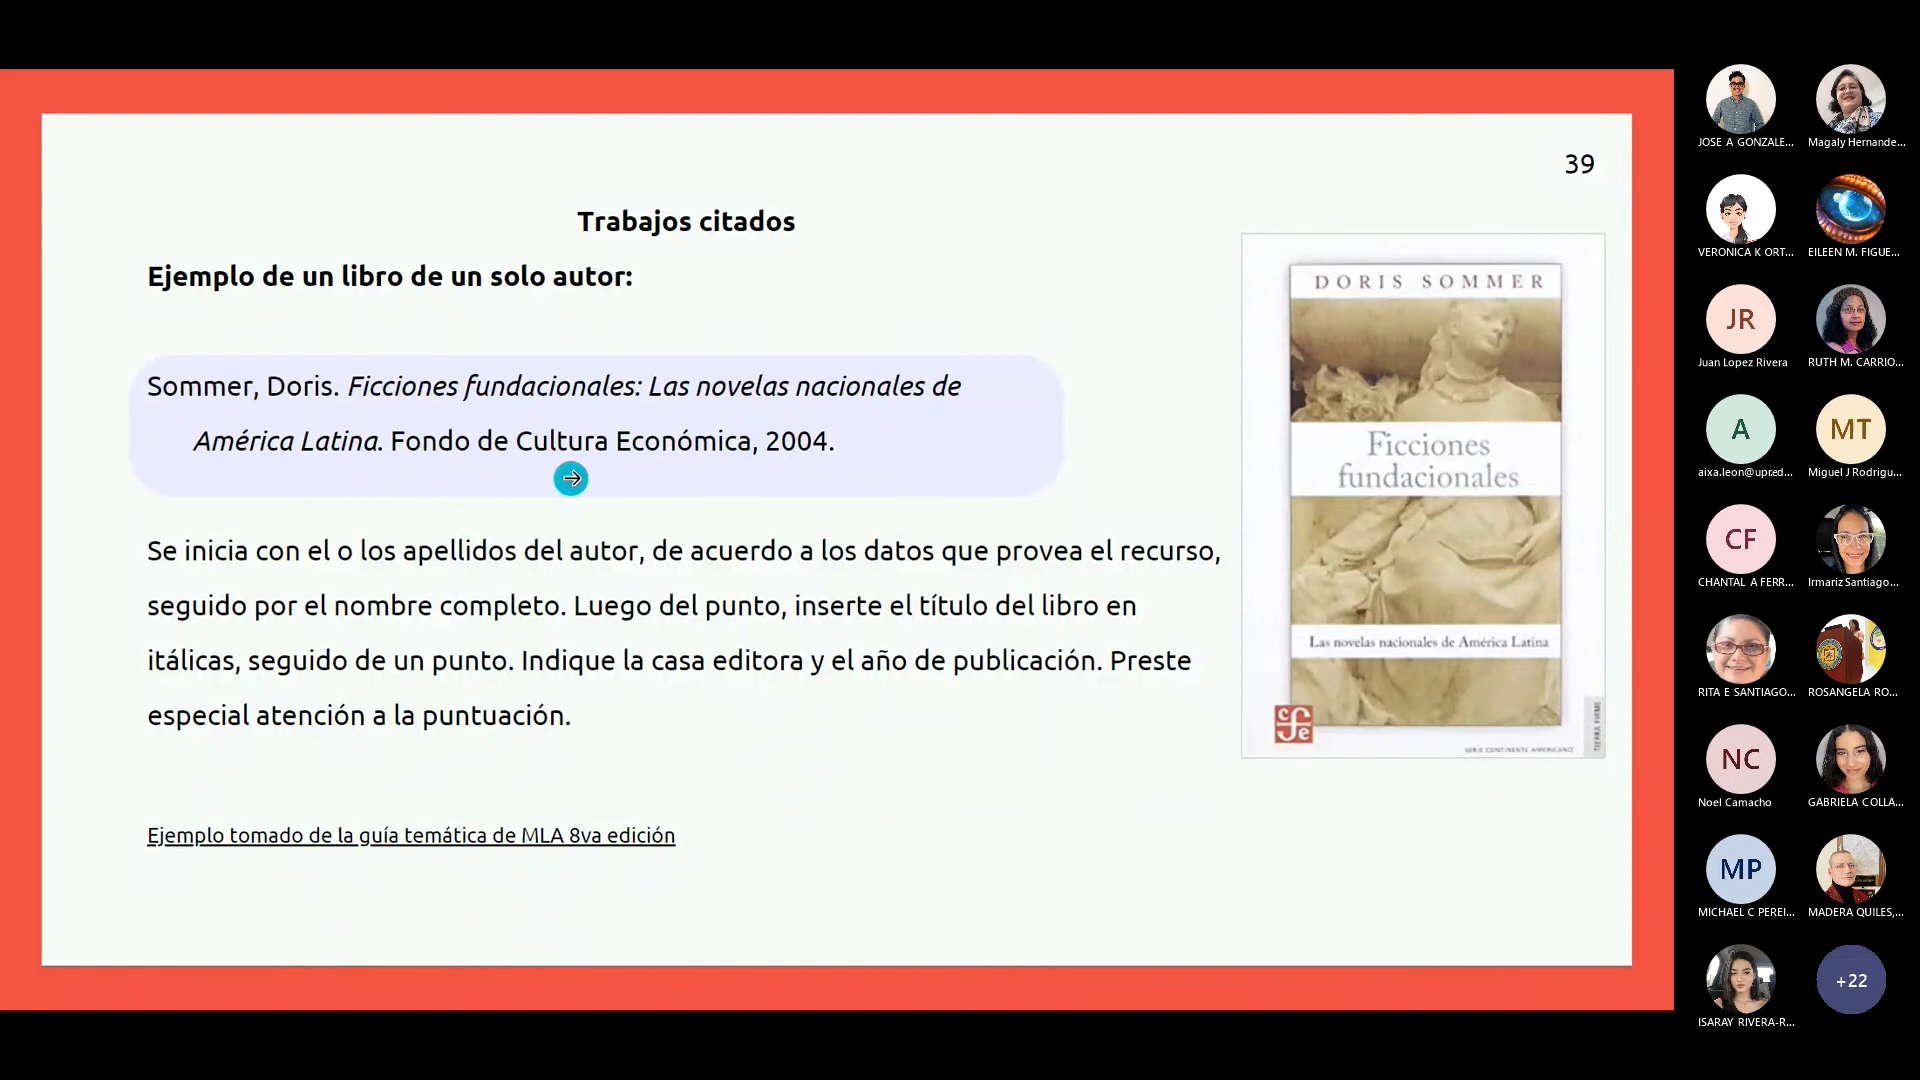 39
Trabajos citados
Ejemplo de un libro de un solo autor:
Sommer, Doris. Ficciones fundacionales: Las novelas nacionales de
América Latina. Fondo de Cultura Económica, 2004.
Se inicia con el o los apellidos del autor, de acuerdo a los datos que provea el recurso,
seguido por el nombre completo. Luego del punto, inserte el título del libro en
itálicas, seguido de un punto. Indique la casa editora y el año de publicación. Preste
especial atención a la puntuación.
Ejemplo tomado de la guía temática de MLA 8va edición
DORIS SOMMER
Ficciones
fundacionales
Las novelas nacionales de América Latina
SERIE CONTINENTE AMERICANO
TIERRA FIRME
JOSE A GONZALE...
Magaly Hernande...
VERONICA K ORT...
EILEEN M. FIGUE...
JR
Juan Lopez Rivera
RUTH M. CARRIO...
A
aixa.leon@upr.ed...
MT
Miguel J Rodrigu...
CF
CHANTAL A FERR...
Irmariz Santiago...
RITA E SANTIAGO...
ROSANGELA RO...
NC
Noel Camacho
GABRIELA COLLA...
MP
MICHAEL C PEREI...
MADERA QUILES,...
ISARAY RIVERA-R...
+22